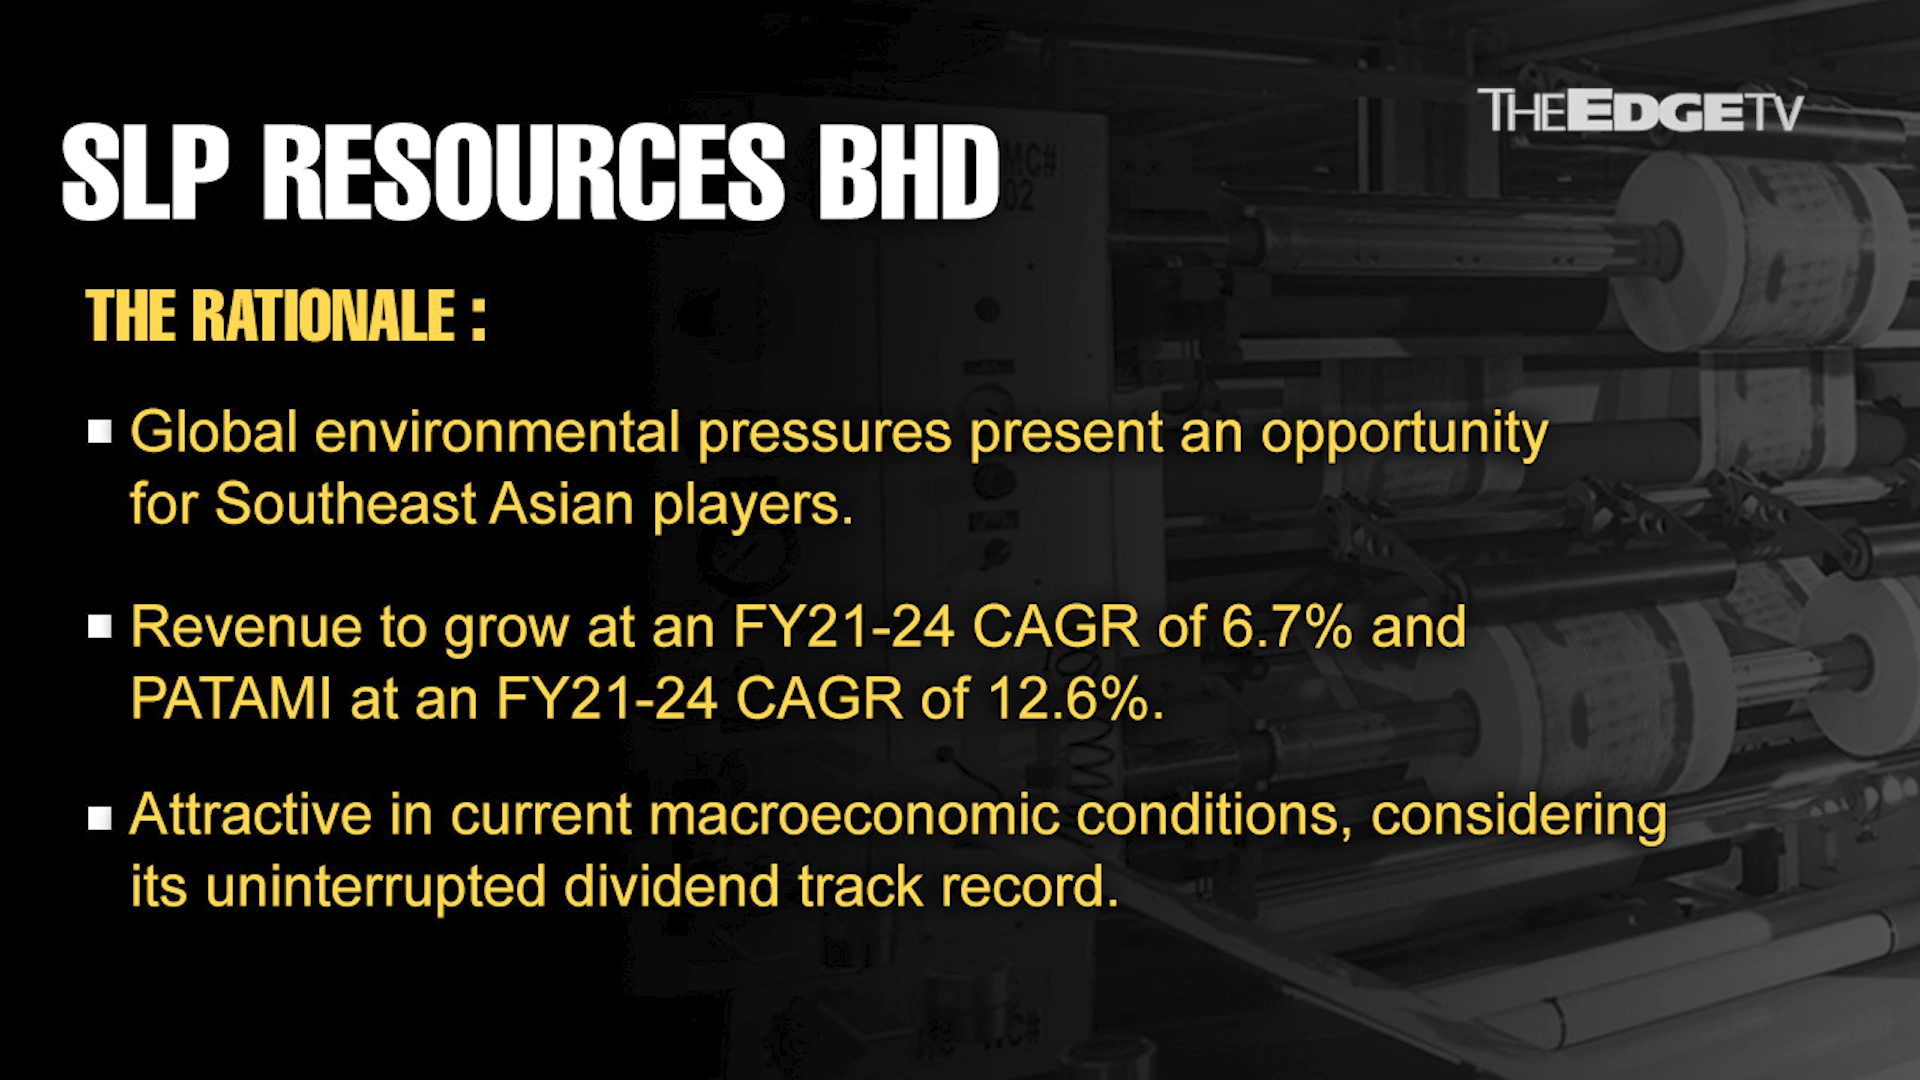 THEEDGETV
SLP RESOURCES BHD
THE RATIONALE :
Global environmental pressures present an opportunity
for Southeast Asian players.
Revenue to grow at an FY21-24 CAGR of 6.7% and
PATAMI at an FY21-24 CAGR of 12.6%.
Attractive in current macroeconomic conditions, considering
its uninterrupted dividend track record.